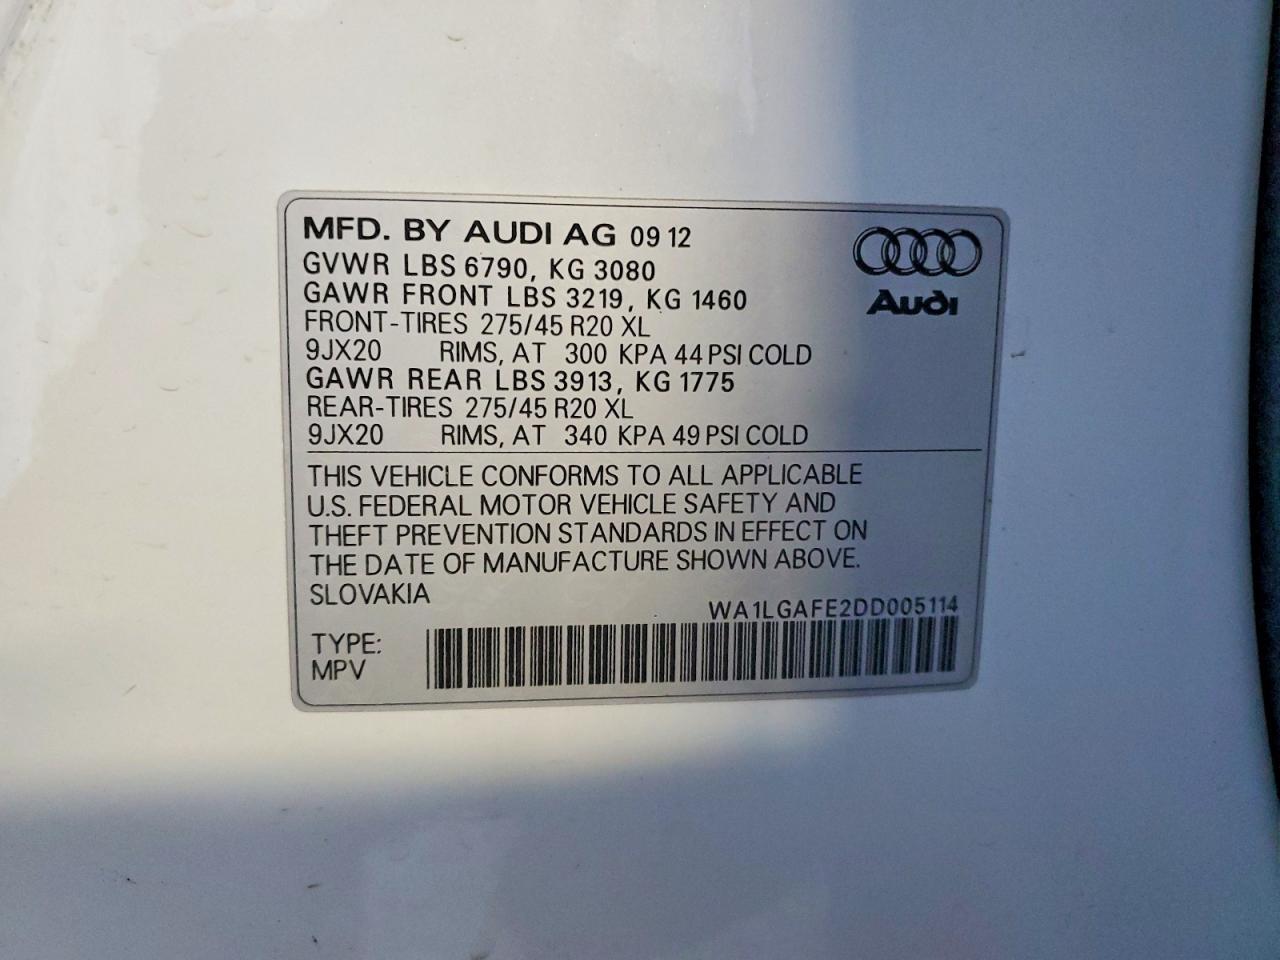 MFD. BY AUDI AG 09 12
GVWR LBS 6790, KG 3080
GAWR FRONT LBS 3219, KG 1460
FRONT-TIRES 275/45 R20 XL
9JX20 RIMS, AT 300 KPA 44 PSI COLD
GAWR REAR LBS 3913, KG 1775
REAR-TIRES 275/45 R20 XL
9JX20 RIMS, AT 340 KPA 49 PSI COLD
Audi
THIS VEHICLE CONFORMS TO ALL APPLICABLE
U.S. FEDERAL MOTOR VEHICLE SAFETY AND
THEFT PREVENTION STANDARDS IN EFFECT ON
THE DATE OF MANUFACTURE SHOWN ABOVE.
SLOVAKIA
WA1LGAFE2DD005114
TYPE:
MPV